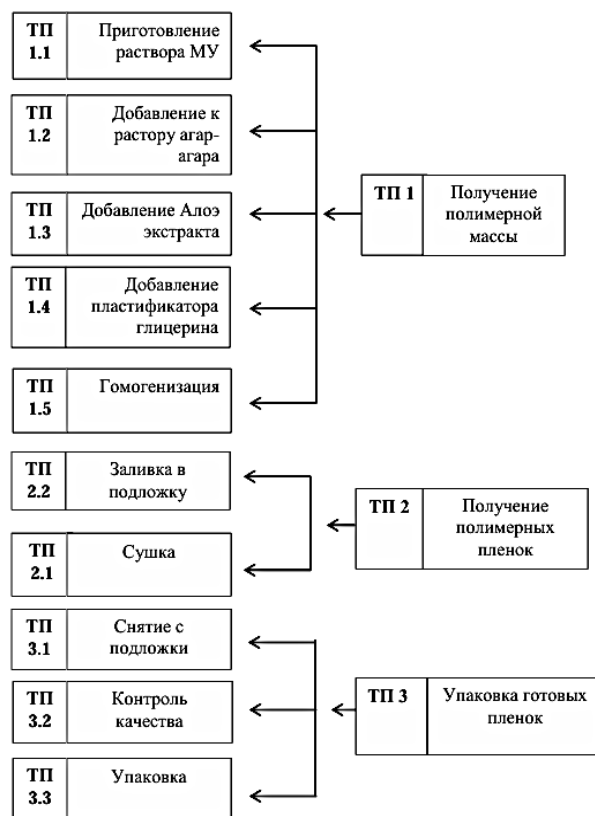 ТП
1.1
Приготовление
раствора МУ
ТП
1.2
Добавление к
растору агар-
агара
ТП
1.3
Добавление Алоэ
экстракта
ТП
1.4
Добавление
пластификатора
глицерина
ТП
1.5
Гомогенизация
ТП 1
Получение
полимерной
массы
ТП
2.2
Заливка в
подложку
ТП
2.1
Сушка
ТП 2
Получение
полимерных
пленок
ТП
3.1
Снятие с
подложки
ТП
3.2
Контроль
качества
ТП
3.3
Упаковка
ТП 3
Упаковка готовых
пленок